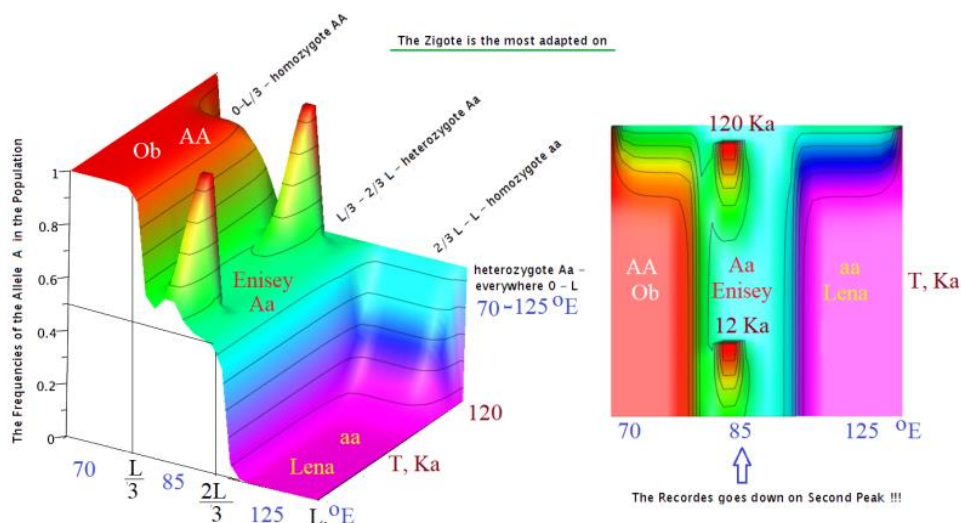 The Zigote is the most adapted on
0-L/3 - homozygote AA
L/3 - 2/3 L - heterozygote Aa
2/3 L - L - homozygote aa
heterozygote Aa -
everywhere 0 - L
70 - 125 °E
The Frequencies of the Allele A in the Population
1
0.8
0.6
0.4
0.2
0
Ob
AA
Enisey
Aa
aa
Lena
120
T, Ka
70
L/3
85
2L/3
125
L, °E
120 Ka
AA
Ob
Aa
Enisey
aa
Lena
T, Ka
12 Ka
70
85
125
°E
The Recordes goes down on Second Peak !!!